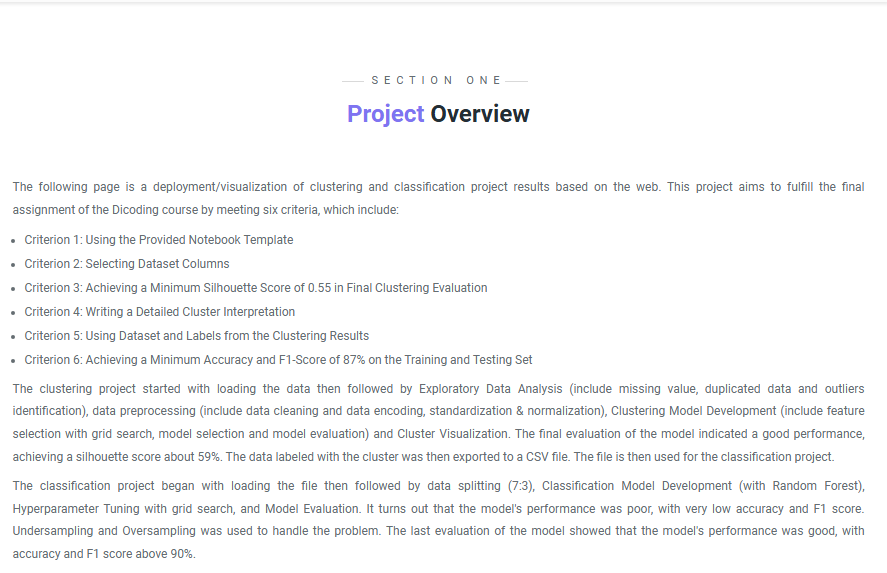 SECTION ONE
Project Overview
The following page is a deployment/visualization of clustering and classification project results based on the web. This project aims to fulfill the final
assignment of the Dicoding course by meeting six criteria, which include:
• Criterion 1: Using the Provided Notebook Template
• Criterion 2: Selecting Dataset Columns
• Criterion 3: Achieving a Minimum Silhouette Score of 0.55 in Final Clustering Evaluation
• Criterion 4: Writing a Detailed Cluster Interpretation
• Criterion 5: Using Dataset and Labels from the Clustering Results
• Criterion 6: Achieving a Minimum Accuracy and F1-Score of 87% on the Training and Testing Set
The clustering project started with loading the data then followed by Exploratory Data Analysis (include missing value, duplicated data and outliers
identification), data preprocessing (include data cleaning and data encoding, standardization & normalization), Clustering Model Development (include feature
selection with grid search, model selection and model evaluation) and Cluster Visualization. The final evaluation of the model indicated a good performance,
achieving a silhouette score about 59%. The data labeled with the cluster was then exported to a CSV file. The file is then used for the classification project.
The classification project began with loading the file then followed by data splitting (7:3), Classification Model Development (with Random Forest),
Hyperparameter Tuning with grid search, and Model Evaluation. It turns out that the model's performance was poor, with very low accuracy and F1 score.
Undersampling and Oversampling was used to handle the problem. The last evaluation of the model showed that the model's performance was good, with
accuracy and F1 score above 90%.